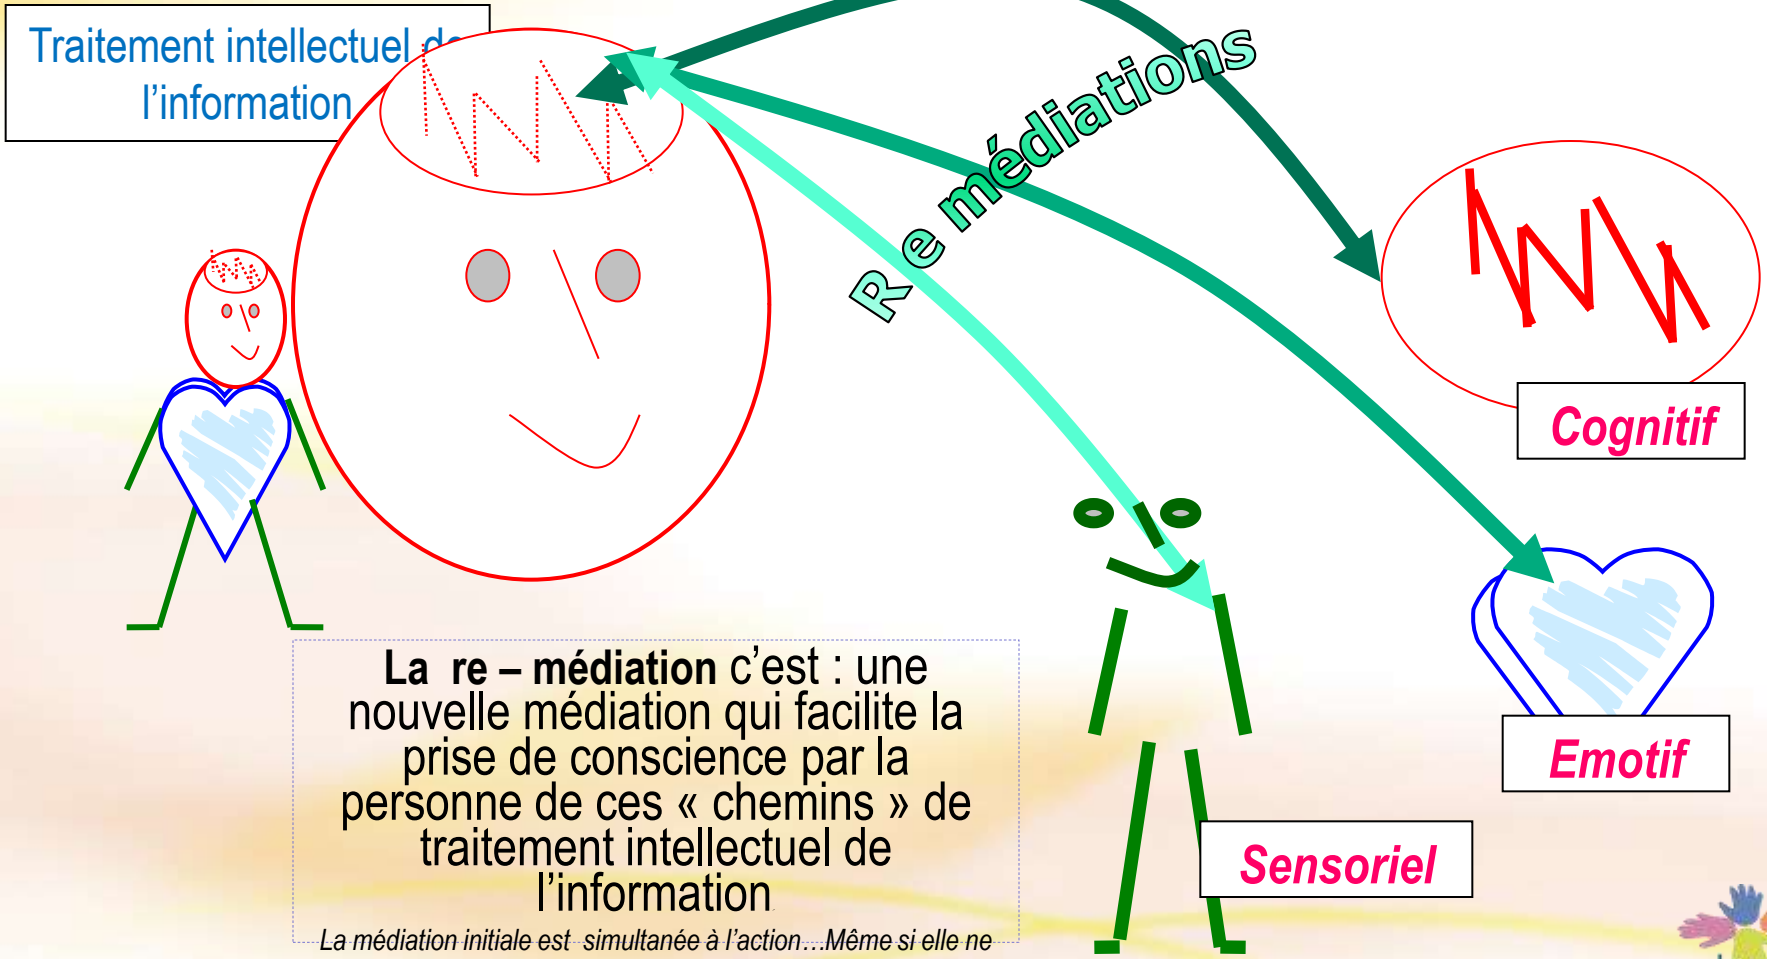 Traitement intellectuel de
l’information
Re médiations
Cognitif
Emotif
Sensoriel
La re – médiation c’est : une
nouvelle médiation qui facilite la
prise de conscience par la
personne de ces « chemins » de
traitement intellectuel de
l’information
La médiation initiale est simultanée à l’action…Même si elle ne